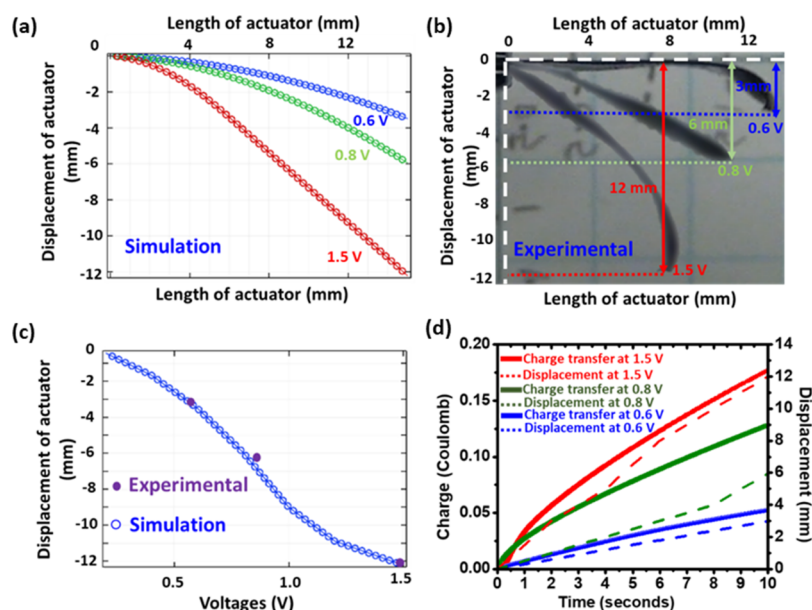 (a)
Length of actuator (mm)
0 4 8 12
Displacement of actuator
(mm)
0
-2
-4
-6
-8
-10
-12
0.6 V
0.8 V
1.5 V
Simulation
Length of actuator (mm)
(b)
Length of actuator (mm)
0 4 8 12
Displacement of actuator
(mm)
0
-2
-4
-6
-8
-10
-12
3mm
0.6 V
6 mm
0.8 V
12 mm
1.5 V
Experimental
Length of actuator (mm)
(c)
Displacement of actuator
(mm)
0
-2
-4
-6
-8
-10
-12
Experimental
Simulation
0.5 1.0 1.5
Voltages (V)
(d)
Charge (Coulomb)
0.20
0.15
0.10
0.05
0.00
Charge transfer at 1.5 V
Displacement at 1.5 V
Charge transfer at 0.8 V
Displacement at 0.8 V
Charge transfer at 0.6 V
Displacement at 0.6 V
14
12
10
8
6
4
2
0
Displacement (mm)
0 1 2 3 4 5 6 7 8 9 10
Time (seconds)